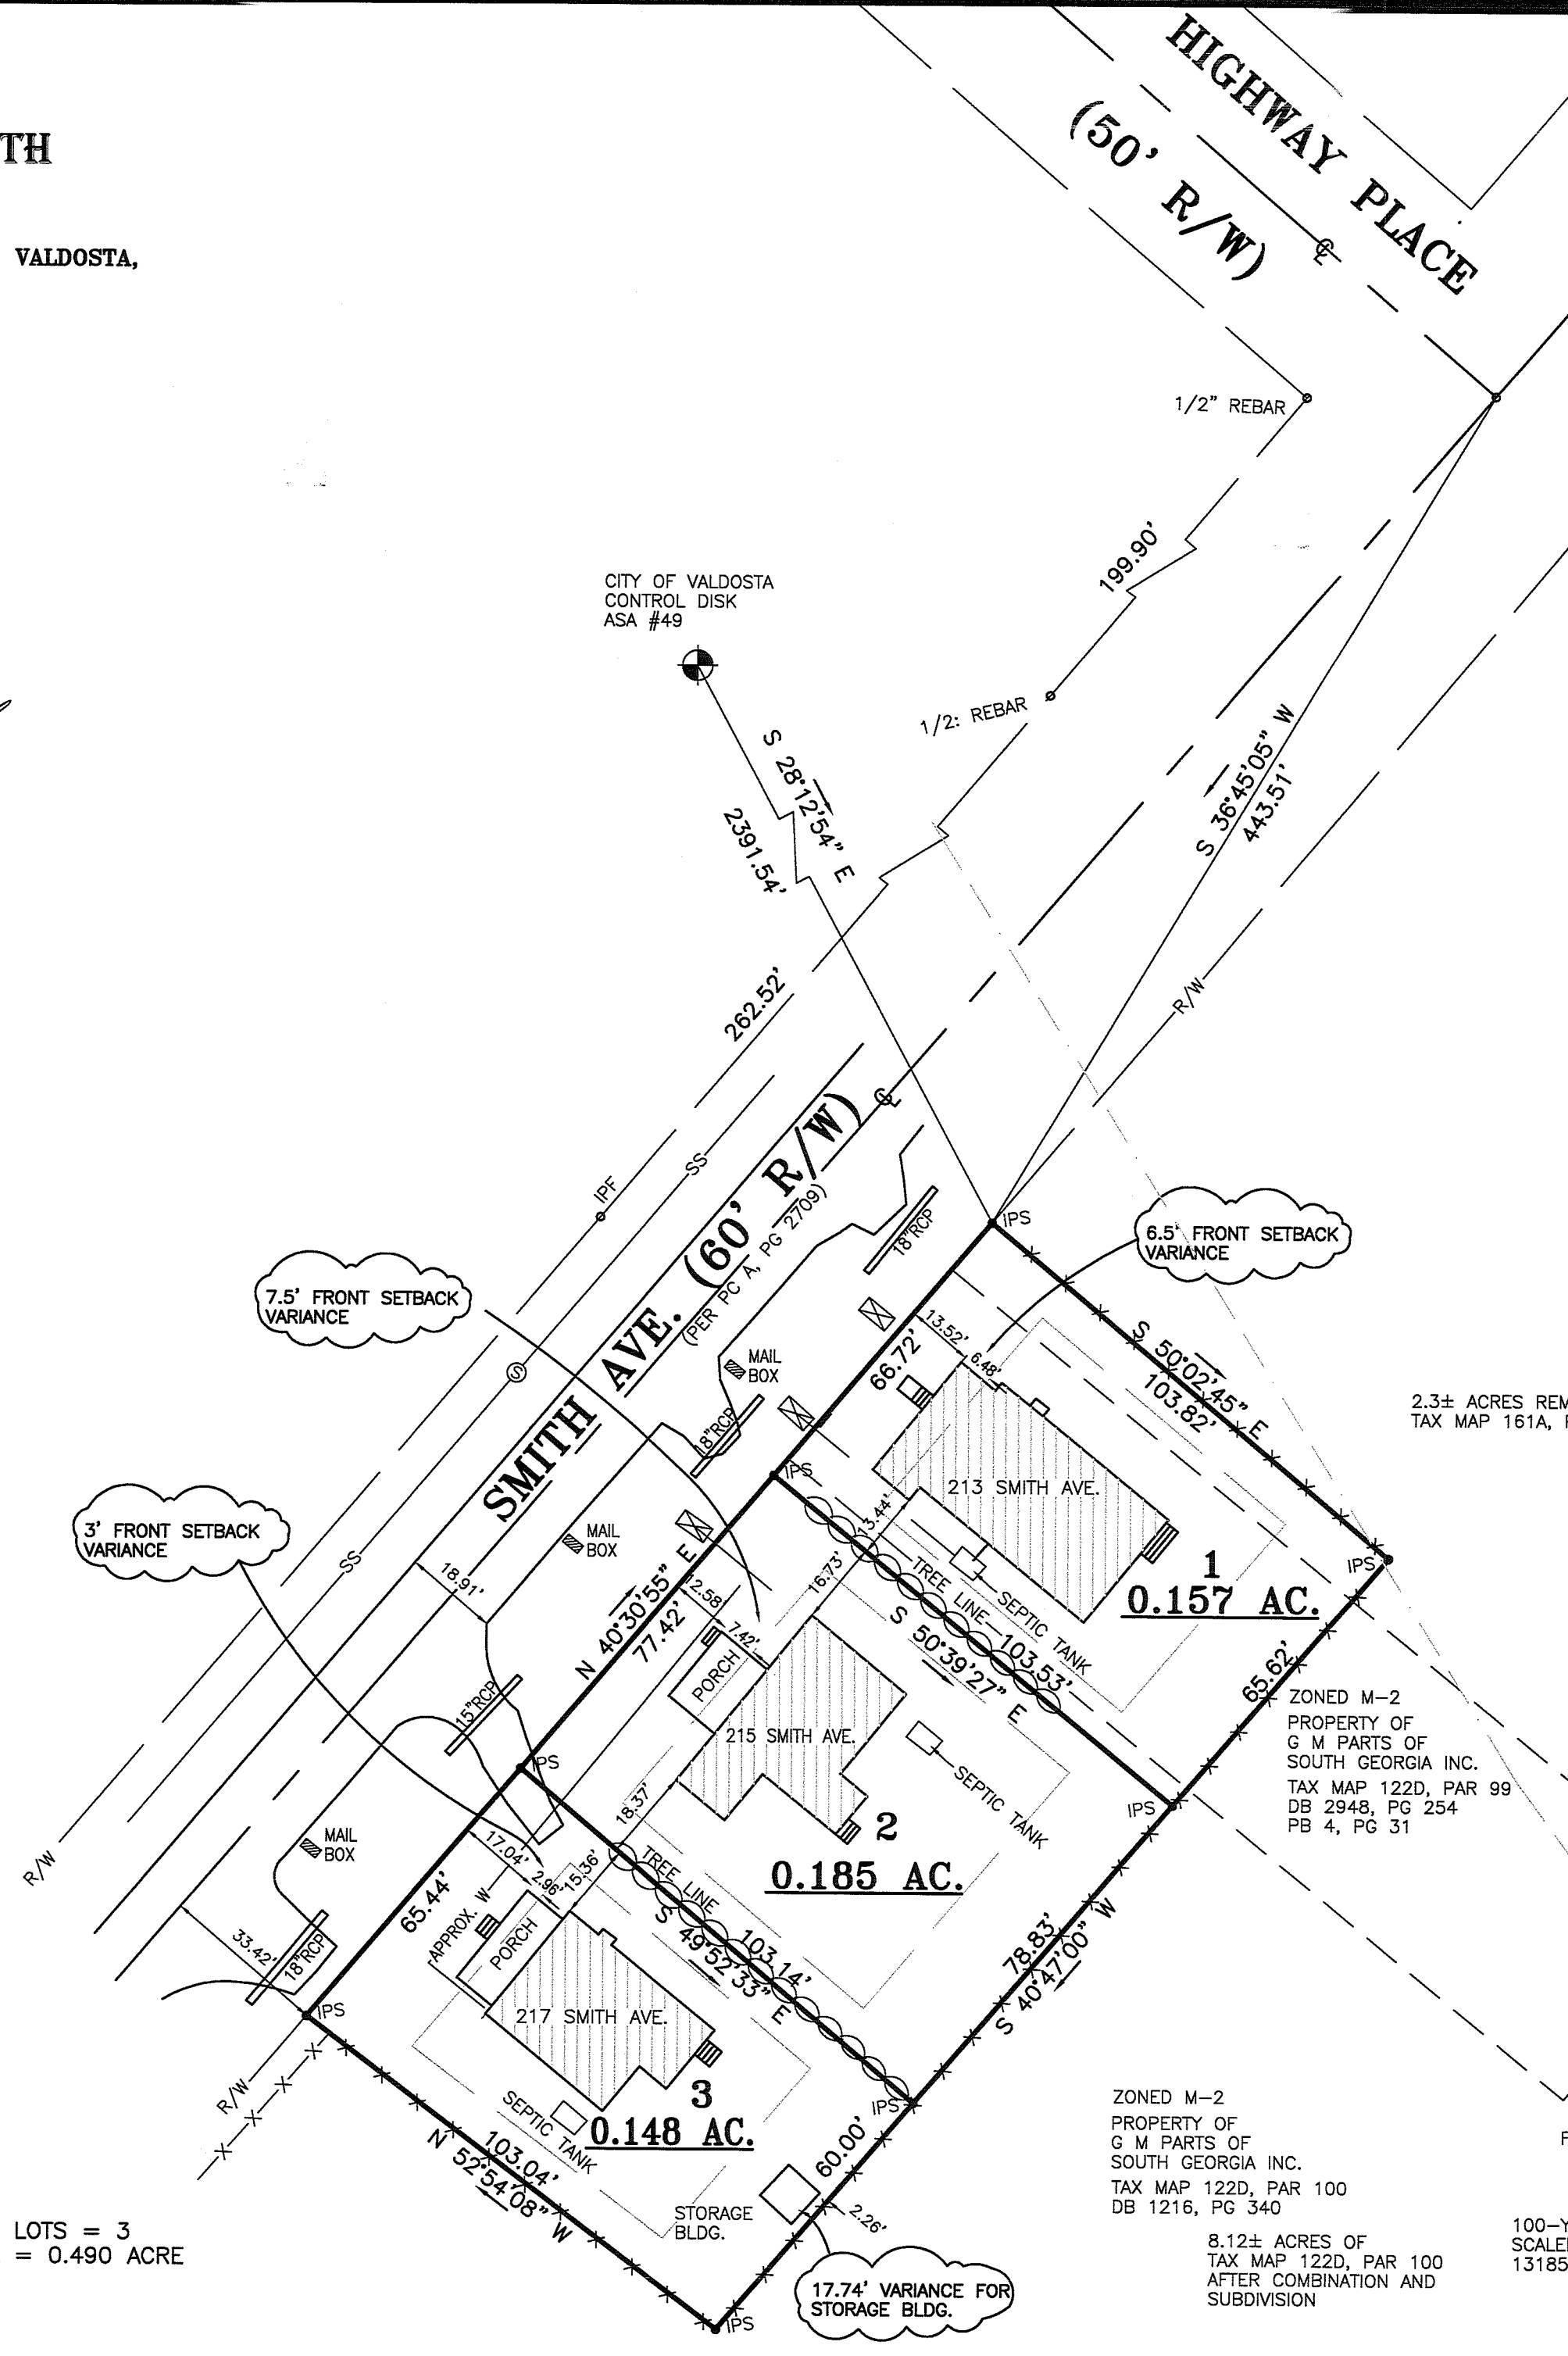 TH
VALDOSTA,
HIGHWAY PLACE
(50' R/W)
1/2" REBAR
199.90'
CITY OF VALDOSTA
CONTROL DISK
ASA #49
1/2: REBAR
S 28°12'54" E
2391.54'
S 36°45'05" W
443.51'
R/W
262.52'
IPF
SS
SMITH AVE. (60' R/W)
(PER PC A, PG 2709)
18"RCP
IPS
6.5' FRONT SETBACK
VARIANCE
7.5' FRONT SETBACK
VARIANCE
S
MAIL
BOX
66.72'
13.52'
6.48'
S 50°02'45" E
103.82'
2.3± ACRES REM
TAX MAP 161A,
18"RCP
IPS
213 SMITH AVE.
3' FRONT SETBACK
VARIANCE
SS
MAIL
BOX
18.91'
13.44'
16.73'
IPS
1
0.157 AC.
TREE LINE
SEPTIC TANK
S 50°39'27" E
103.53'
N 40°30'55" E
77.42'
12.58
7.42'
PORCH
65.62'
215 SMITH AVE.
SEPTIC TANK
ZONED M-2
PROPERTY OF
G M PARTS OF
SOUTH GEORGIA INC.
TAX MAP 122D, PAR 99
DB 2948, PG 254
PB 4, PG 31
15"RCP
IPS
18.37'
IPS
2
0.185 AC.
MAIL
BOX
R/W
17.04'
2.96'
15.36'
TREE LINE
65.44'
APPROX. W
PORCH
S 49°52'33" E
103.14'
78.83'
S 40°47'00" W
33.42'
18"RCP
IPS
217 SMITH AVE.
R/W
3
0.148 AC.
SEPTIC TANK
IPS
60.00'
N 52°54'08" W
103.04'
STORAGE
BLDG.
2.26'
ZONED M-2
PROPERTY OF
G M PARTS OF
SOUTH GEORGIA INC.
TAX MAP 122D, PAR 100
DB 1216, PG 340
8.12± ACRES OF
TAX MAP 122D, PAR 100
AFTER COMBINATION AND
SUBDIVISION
100-Y
SCALE
13185
LOTS = 3
= 0.490 ACRE
17.74' VARIANCE FOR
STORAGE BLDG.
IPS